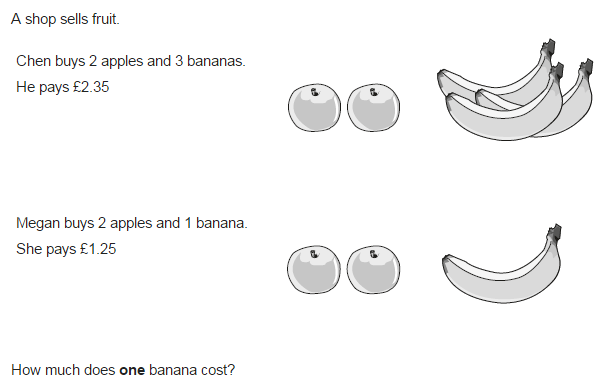 A shop sells fruit.
Chen buys 2 apples and 3 bananas.
He pays £2.35
Megan buys 2 apples and 1 banana.
She pays £1.25
How much does one banana cost?